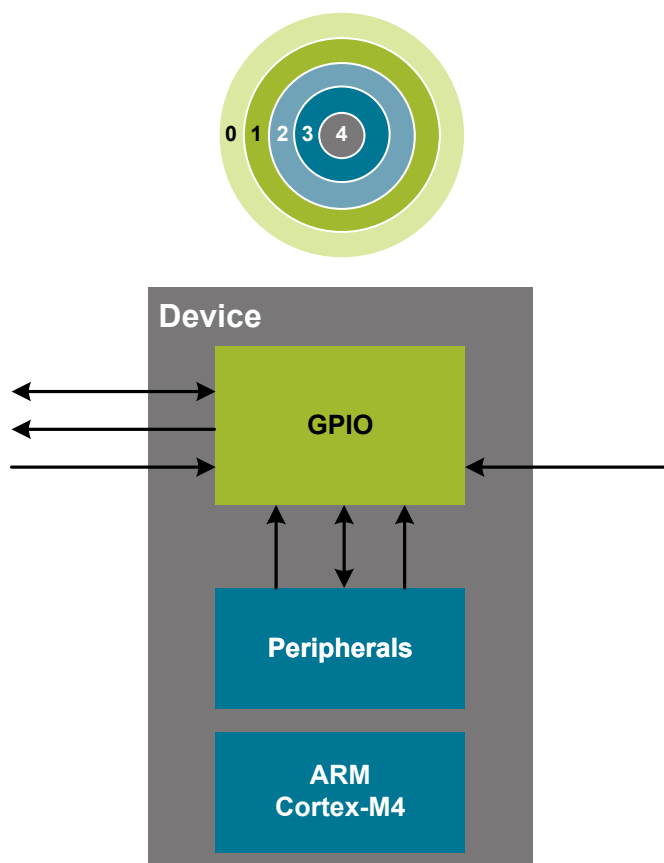 0 1 2 3 4
Device
GPIO
Peripherals
ARM
Cortex-M4